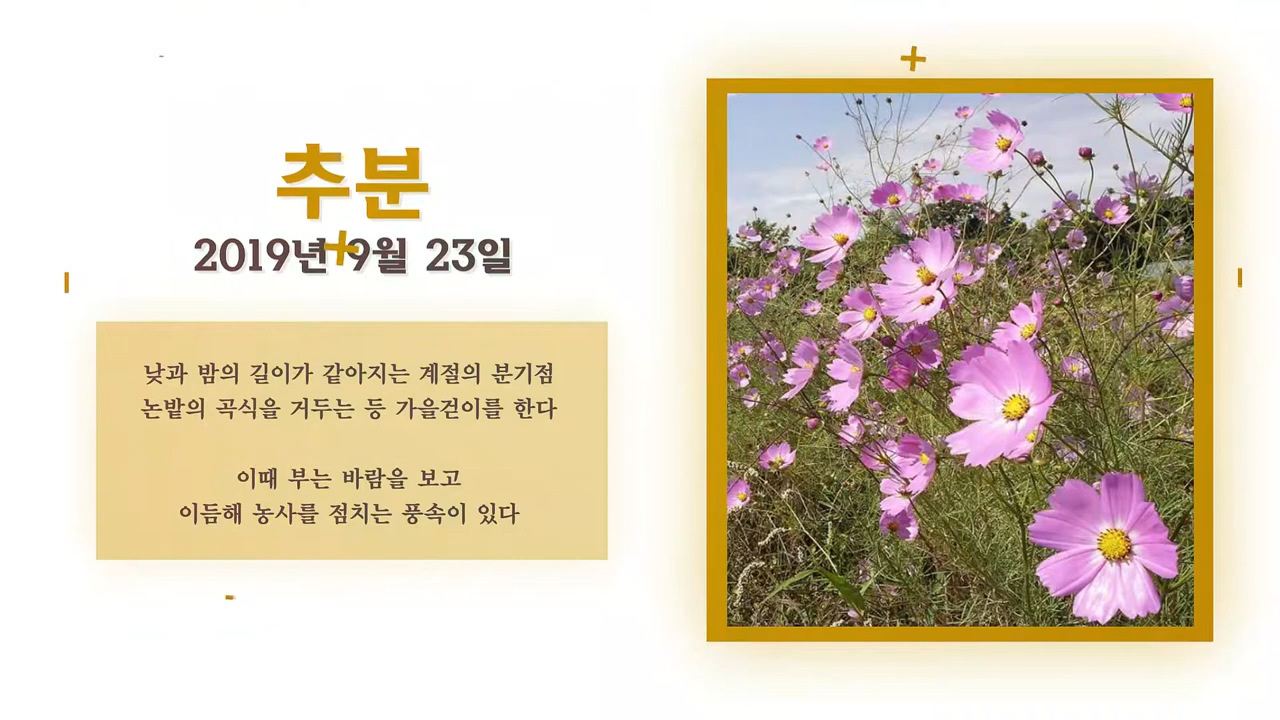 추분
2019년 9월 23일
낮과 밤의 길이가 같아지는 계절의 분기점
논밭의 곡식을 거두는 등 가을걷이를 한다
이때 부는 바람을 보고
이듬해 농사를 점치는 풍속이 있다